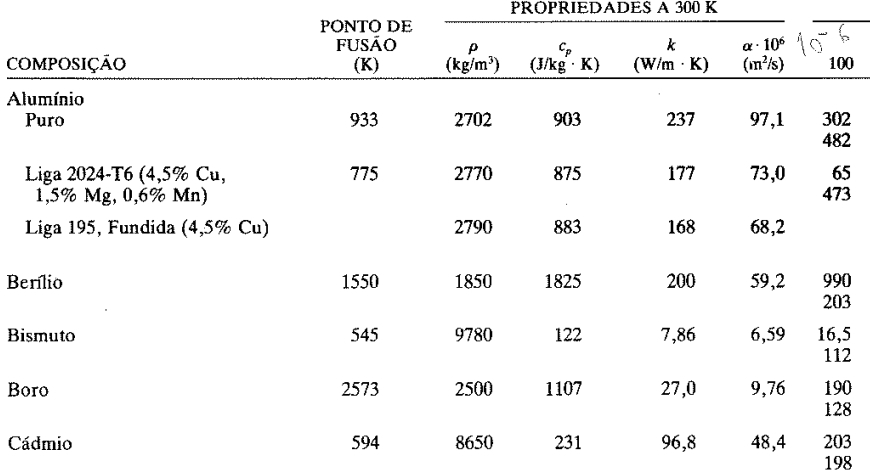 PROPRIEDADES A 300 K
PONTO DE
FUSÃO
(K)
COMPOSIÇÃO
ρ
(kg/m³)
c_p
(J/kg · K)
k
(W/m · K)
α · 10⁶
(m²/s)
10⁻⁶
100
Alumínio
Puro 933 2702 903 237 97,1 302
482
Liga 2024-T6 (4,5% Cu, 775 2770 875 177 73,0 65
1,5% Mg, 0,6% Mn) 473
Liga 195, Fundida (4,5% Cu) 2790 883 168 68,2
Berílio 1550 1850 1825 200 59,2 990
203
Bismuto 545 9780 122 7,86 6,59 16,5
112
Boro 2573 2500 1107 27,0 9,76 190
128
Cádmio 594 8650 231 96,8 48,4 203
198